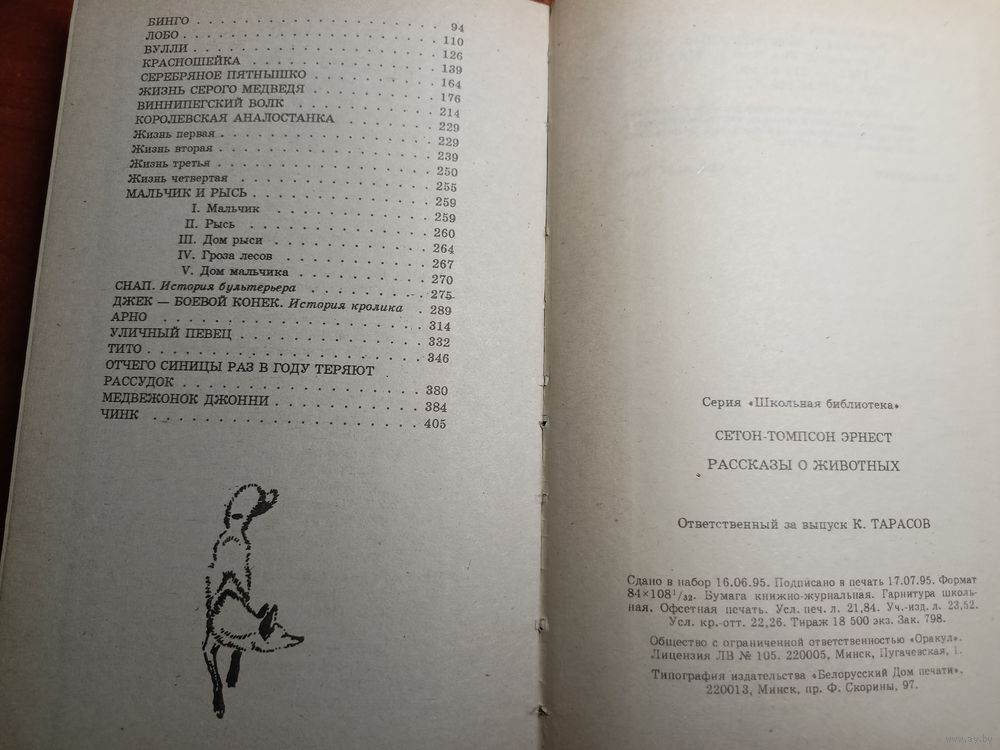 БИНГО . . . . . . . . . . . . . . . . 94
ЛОБО . . . . . . . . . . . . . . . . 110
ВУЛЛИ . . . . . . . . . . . . . . . . 126
КРАСНОШЕЙКА . . . . . . . . . . . . 139
СЕРЕБРЯНОЕ ПЯТНЫШКО . . . . . . . . 164
ЖИЗНЬ СЕРОГО МЕДВЕДЯ . . . . . . . . 176
ВИННИПЕГСКИЙ ВОЛК . . . . . . . . . 214
КОРОЛЕВСКАЯ АНАЛОСТАНКА . . . . . . 229
Жизнь первая . . . . . . . . . . . . 229
Жизнь вторая . . . . . . . . . . . . 239
Жизнь третья . . . . . . . . . . . . 250
Жизнь четвертая . . . . . . . . . . 255
МАЛЬЧИК И РЫСЬ . . . . . . . . . . . 259
I. Мальчик . . . . . . . . . . . 259
II. Рысь . . . . . . . . . . . . 260
III. Дом рыси . . . . . . . . . . 264
IV. Гроза лесов . . . . . . . . . 267
V. Дом мальчика . . . . . . . . . 270
СНАП. История бультерьера . . . . . . 275
ДЖЕК — БОЕВОЙ КОНЕК. История кролика . 289
АРНО . . . . . . . . . . . . . . . . 314
УЛИЧНЫЙ ПЕВЕЦ . . . . . . . . . . . 332
ТИТО . . . . . . . . . . . . . . . . 346
ОТЧЕГО СИНИЦЫ РАЗ В ГОДУ ТЕРЯЮТ
РАССУДОК . . . . . . . . . . . . . . 380
МЕДВЕЖОНОК ДЖОННИ . . . . . . . . . 384
ЧИНК . . . . . . . . . . . . . . . . 405
Серия «Школьная библиотека»
СЕТОН-ТОМПСОН ЭРНЕСТ
РАССКАЗЫ О ЖИВОТНЫХ
Ответственный за выпуск К. ТАРАСОВ
Сдано в набор 16.06.95. Подписано в печать 17.07.95. Формат
84×108¹/₃₂. Бумага книжно-журнальная. Гарнитура школь-
ная. Офсетная печать. Усл. печ. л. 21,84. Уч.-изд. л. 23,52.
Усл. кр.-отт. 22,26. Тираж 18 500 экз. Зак. 798.
Общество с ограниченной ответственностью «Оракул».
Лицензия ЛВ № 105. 220005, Минск, Пугачевская, 1.
Типография издательства «Белорусский Дом печати».
220013, Минск, пр. Ф. Скорины, 97.
www.ay.by